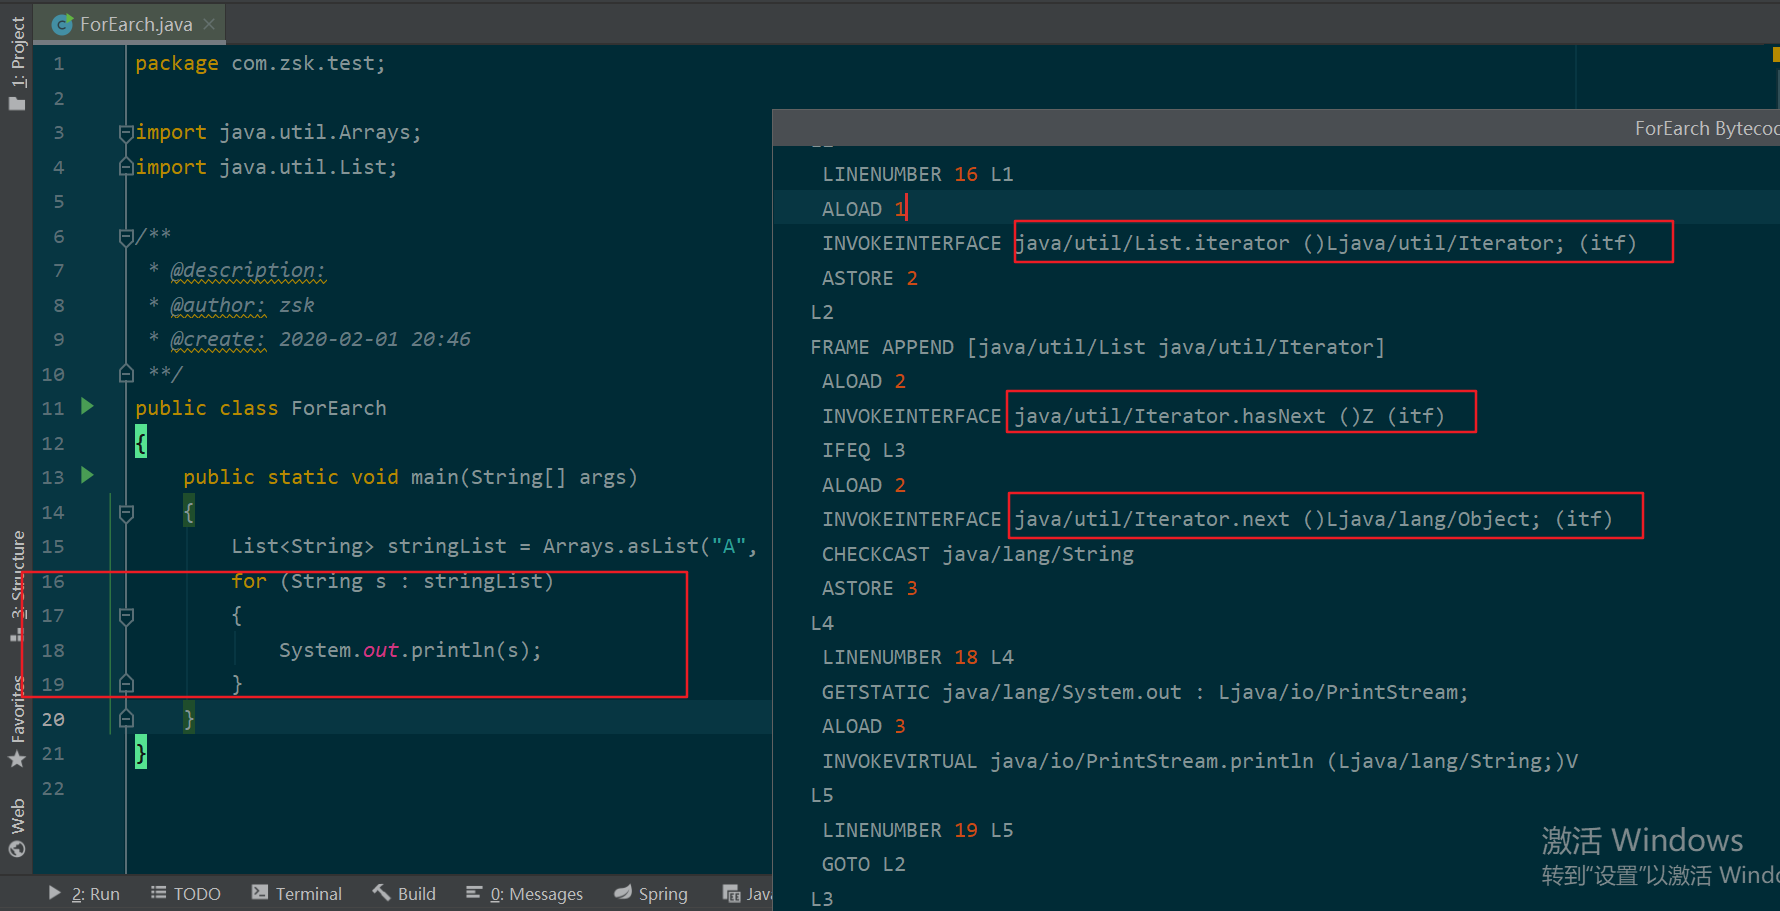 ForEarch.java
1: Project
3: Structure
Favorites
Web
1 package com.zsk.test;
2
3 import java.util.Arrays;
4 import java.util.List;
5
6 /**
7 * @description:
8 * @author: zsk
9 * @create: 2020-02-01 20:46
10 **/
11 public class ForEarch
12 {
13 public static void main(String[] args)
14 {
15 List<String> stringList = Arrays.asList("A",
16 for (String s : stringList)
17 {
18 System.out.println(s);
19 }
20 }
21 }
22
ForEarch Bytecod
LINENUMBER 16 L1
ALOAD 1
INVOKEINTERFACE java/util/List.iterator ()Ljava/util/Iterator; (itf)
ASTORE 2
L2
FRAME APPEND [java/util/List java/util/Iterator]
ALOAD 2
INVOKEINTERFACE java/util/Iterator.hasNext ()Z (itf)
IFEQ L3
ALOAD 2
INVOKEINTERFACE java/util/Iterator.next ()Ljava/lang/Object; (itf)
CHECKCAST java/lang/String
ASTORE 3
L4
LINENUMBER 18 L4
GETSTATIC java/lang/System.out : Ljava/io/PrintStream;
ALOAD 3
INVOKEVIRTUAL java/io/PrintStream.println (Ljava/lang/String;)V
L5
LINENUMBER 19 L5
GOTO L2
L3
激活 Windows
转到“设置”以激活 Windo
2: Run TODO Terminal Build 0: Messages Spring Java